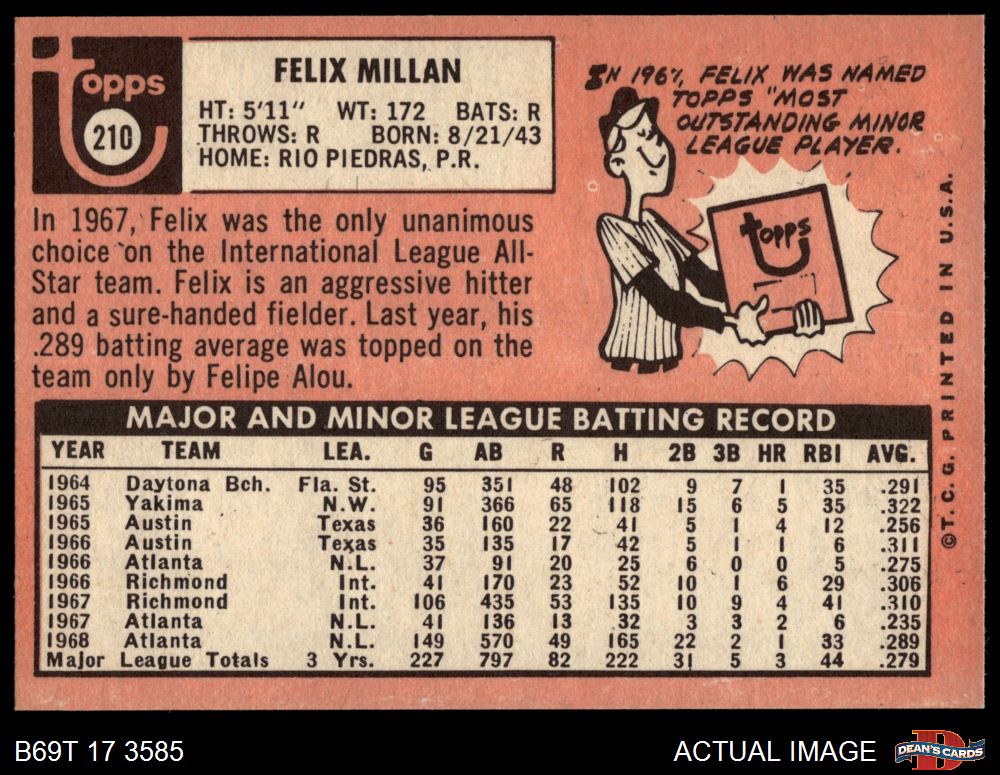 topps
210
FELIX MILLAN
HT: 5'11" WT: 172 BATS: R
THROWS: R BORN: 8/21/43
HOME: RIO PIEDRAS, P.R.
IN 1967, FELIX WAS NAMED
TOPPS "MOST
OUTSTANDING MINOR
LEAGUE PLAYER.
topps
In 1967, Felix was the only unanimous
choice on the International League All-
Star team. Felix is an aggressive hitter
and a sure-handed fielder. Last year, his
.289 batting average was topped on the
team only by Felipe Alou.
©T. C. G. PRINTED IN U.S.A.
MAJOR AND MINOR LEAGUE BATTING RECORD
YEAR TEAM LEA. G AB R H 2B 3B HR RBI AVG.
1964 Daytona Bch. Fla. St. 95 351 48 102 9 7 1 35 .291
1965 Yakima N.W. 91 366 65 118 15 6 5 35 .322
1965 Austin Texas 36 160 22 41 5 1 4 12 .256
1966 Austin Texas 35 135 17 42 5 1 1 6 .311
1966 Atlanta N.L. 37 91 20 25 6 0 0 5 .275
1966 Richmond Int. 41 170 23 52 10 1 6 29 .306
1967 Richmond Int. 106 435 53 135 10 9 4 41 .310
1967 Atlanta N.L. 41 136 13 32 3 3 2 6 .235
1968 Atlanta N.L. 149 570 49 165 22 2 1 33 .289
Major League Totals 3 Yrs. 227 797 82 222 31 5 3 44 .279
B69T 17 3585
ACTUAL IMAGE
DEAN'S CARDS